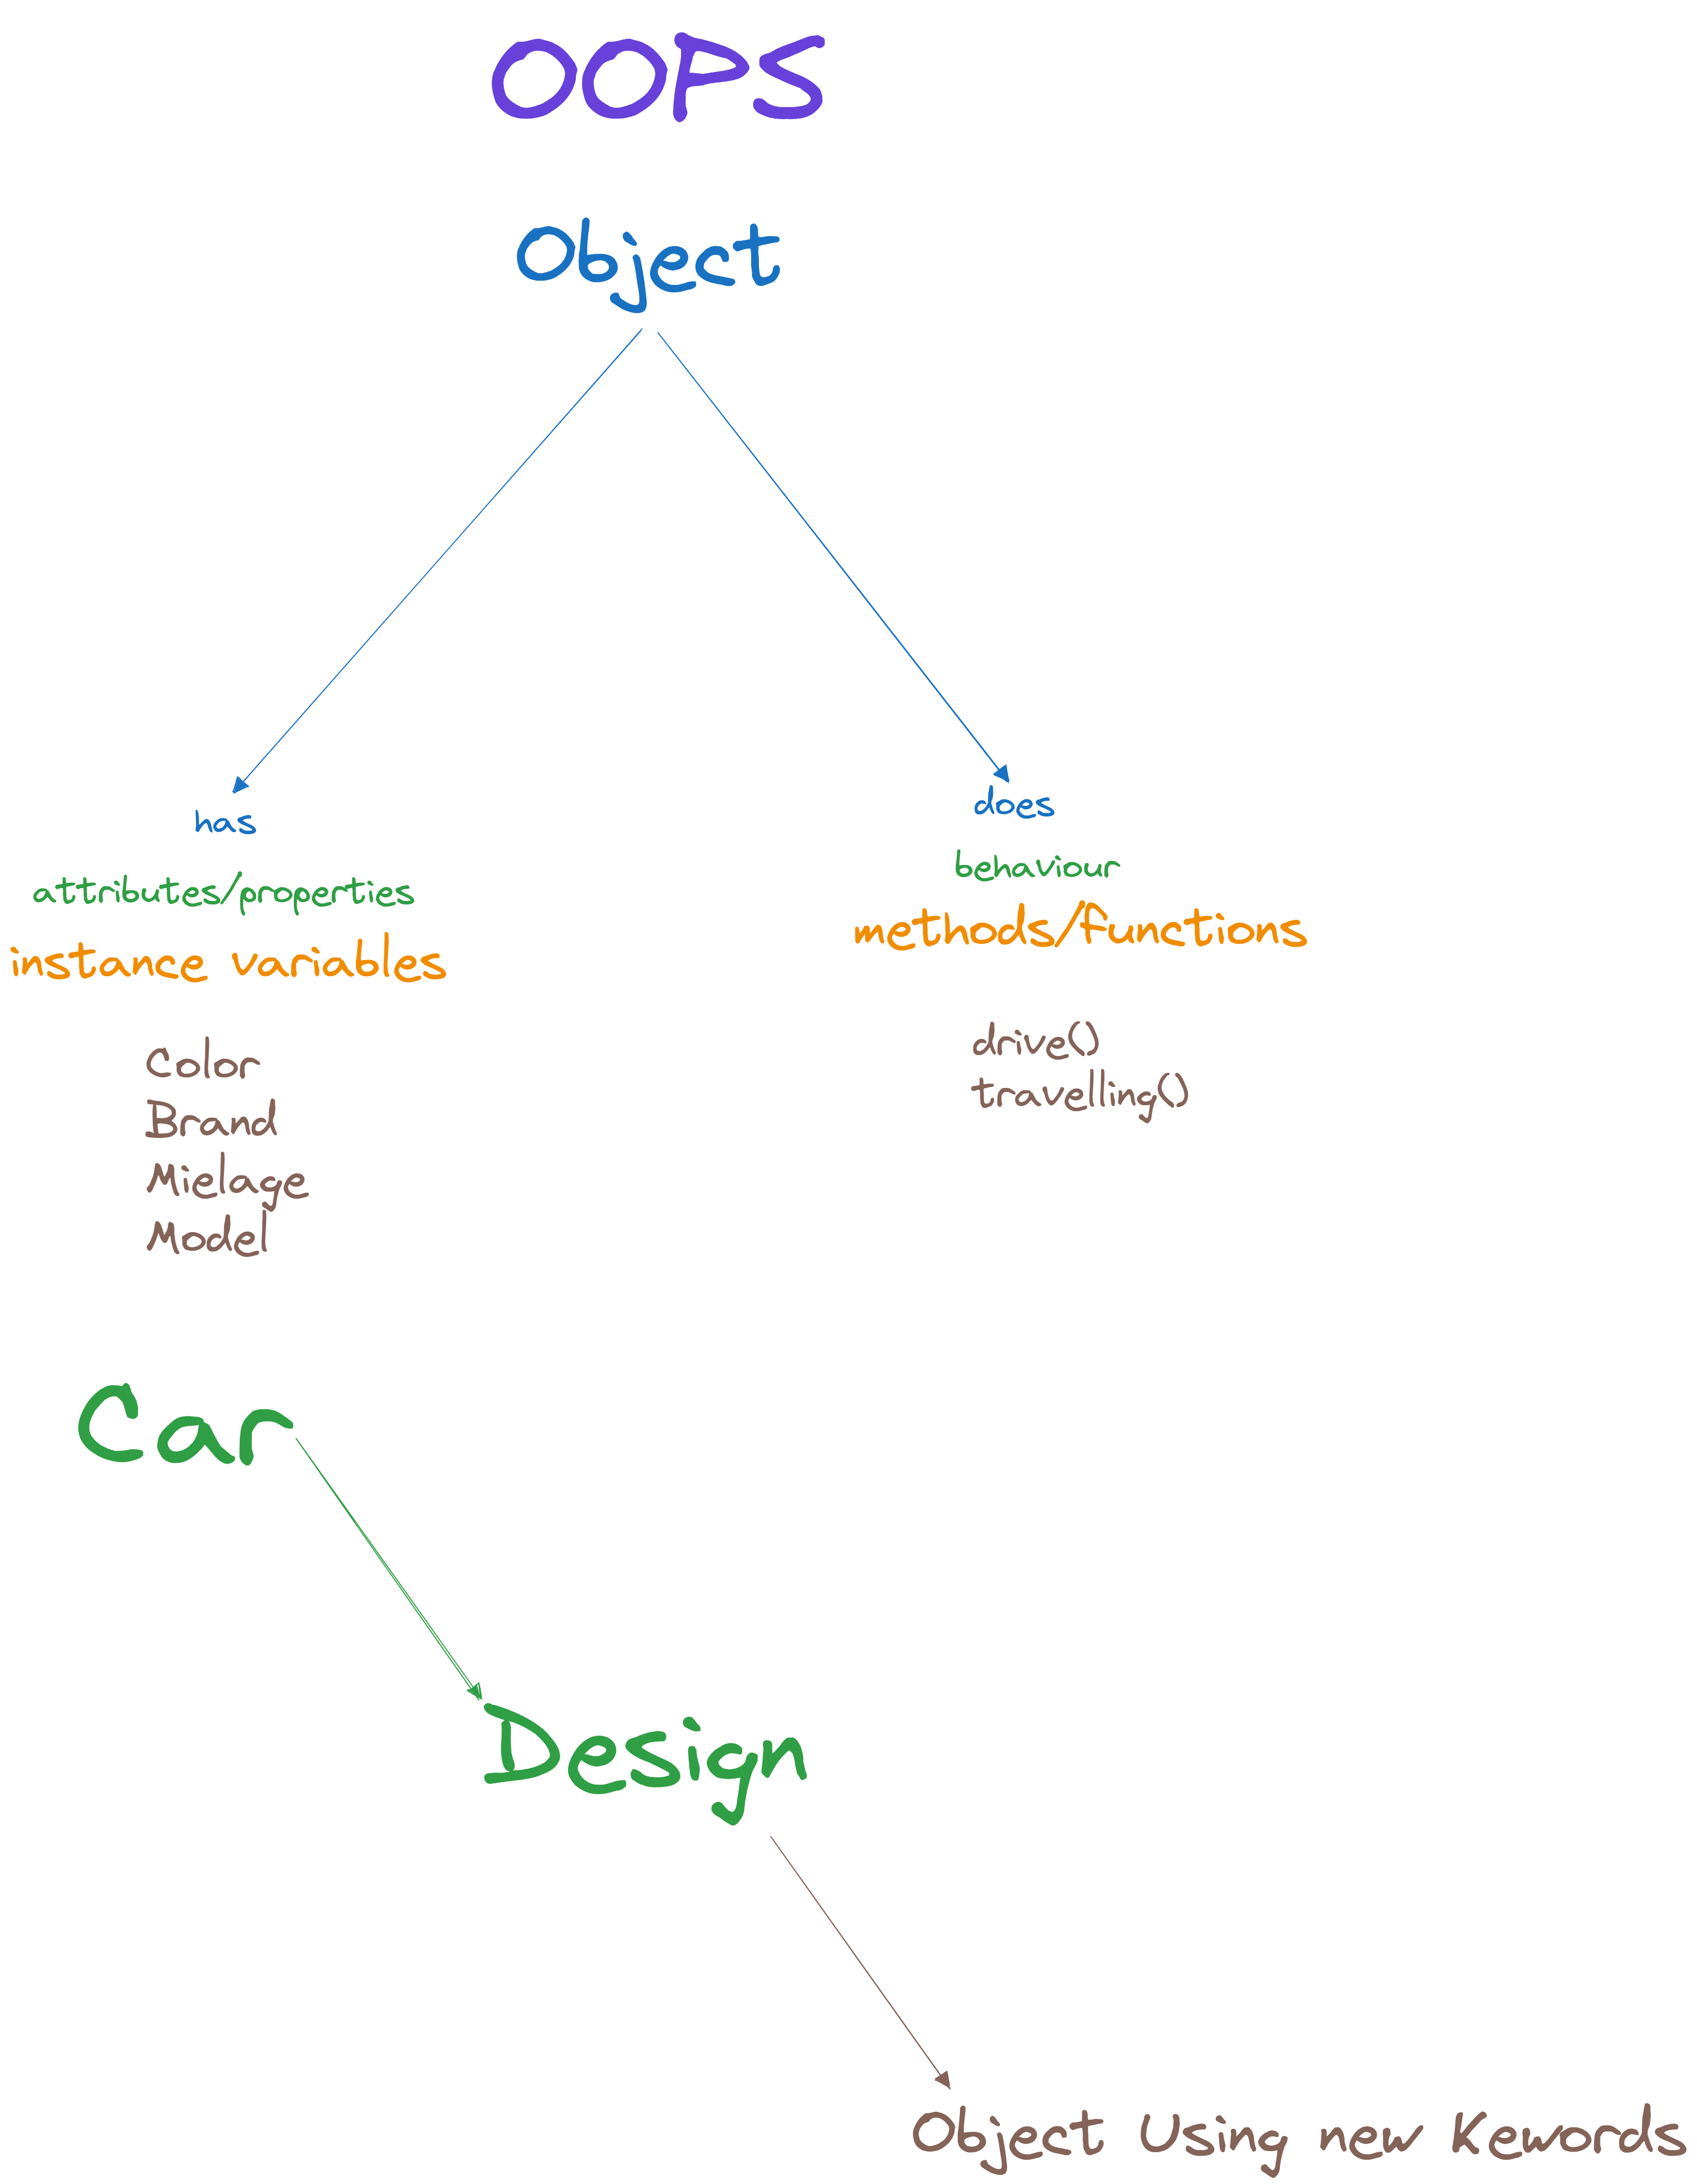 OOPS
Object
has
attributes/properties
instance variables
Color
Brand
Mielage
Model
does
behaviour
methods/functions
drive()
travelling()
Car
Design
Object Using new Kewords